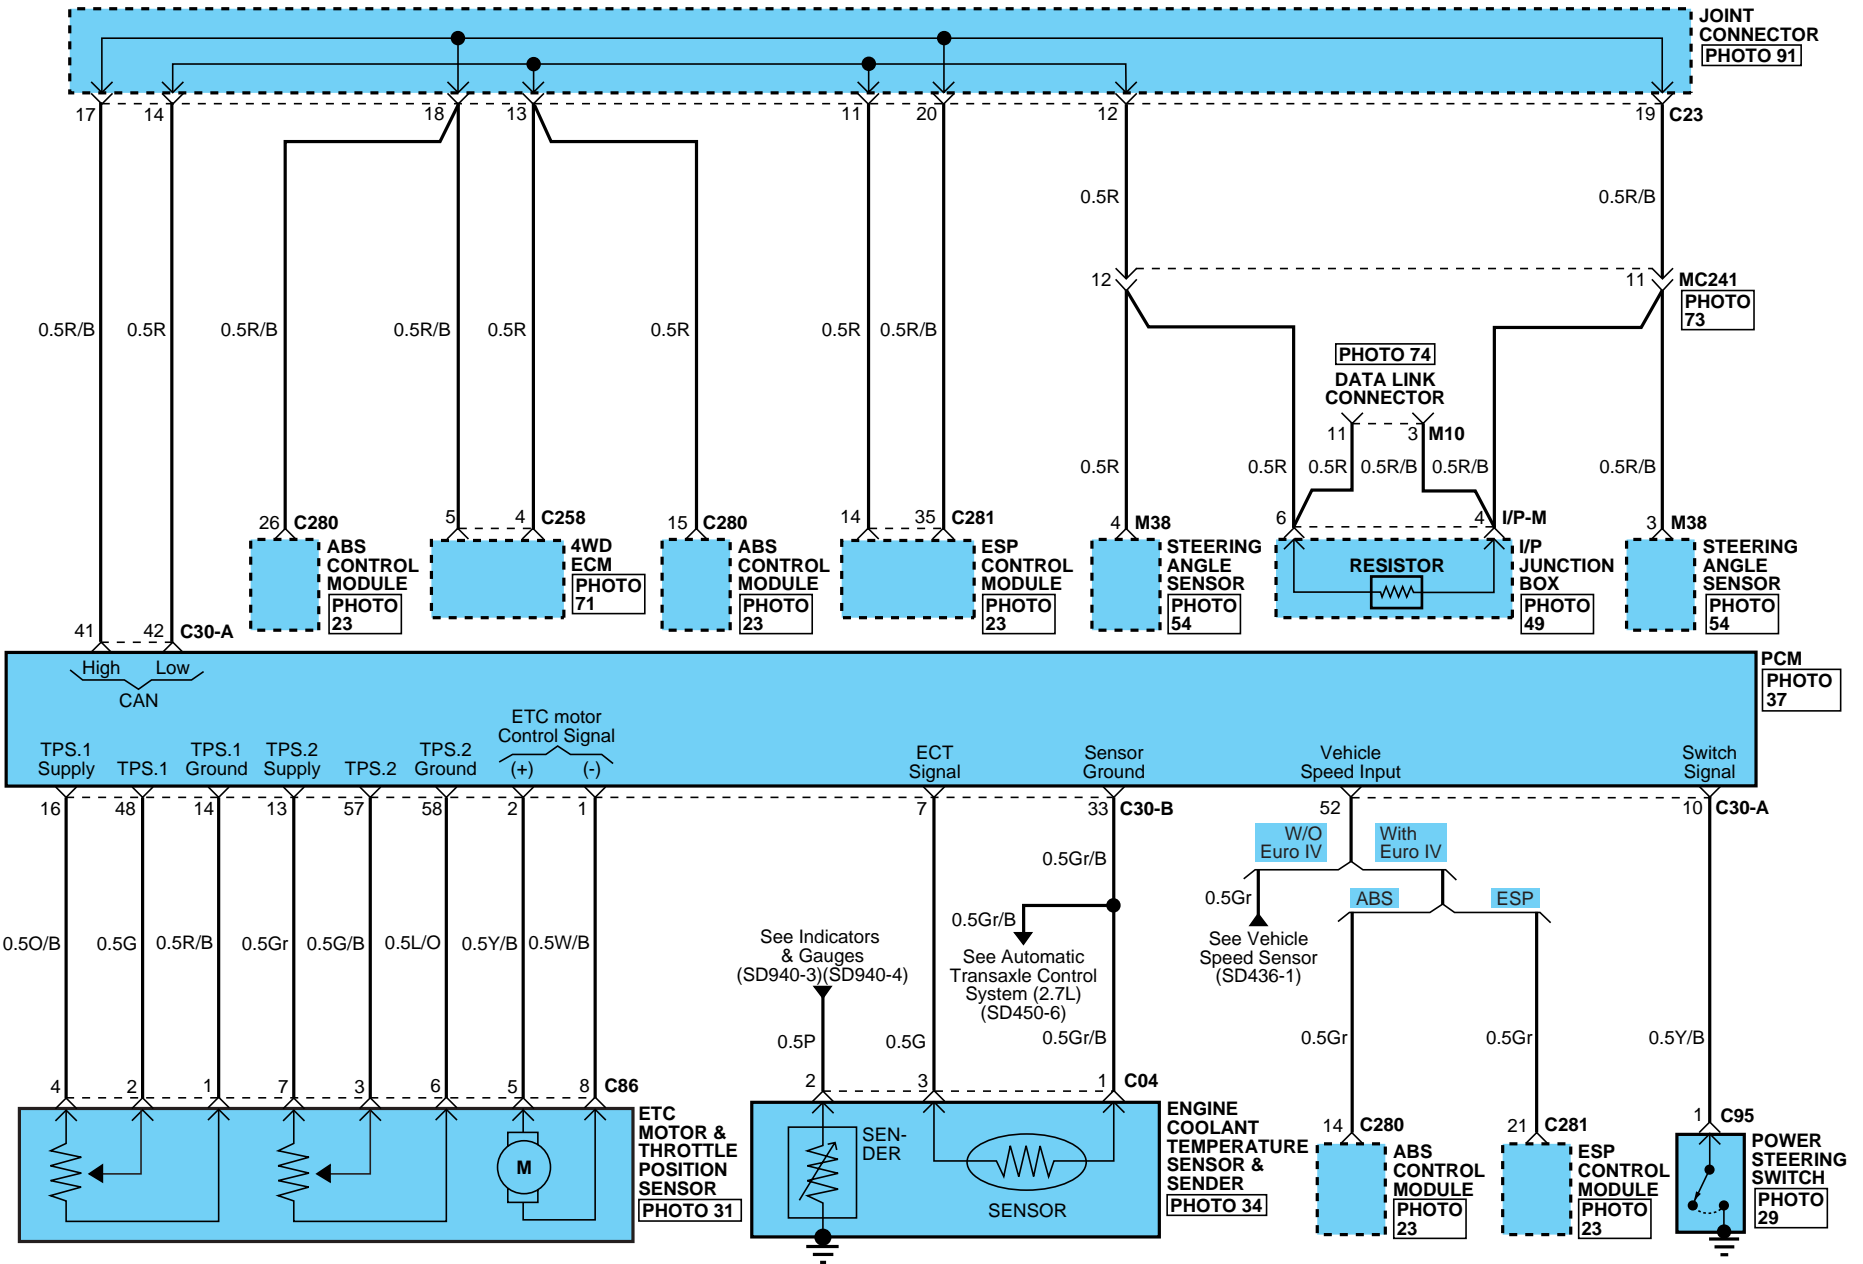 JOINT
CONNECTOR
PHOTO 91
17
14
18
13
11
20
12
19
C23
0.5R
0.5R/B
12
11
MC241
PHOTO
73
0.5R/B
0.5R
0.5R/B
0.5R/B
0.5R
0.5R
0.5R
0.5R/B
PHOTO 74
DATA LINK
CONNECTOR
11
3
M10
0.5R
0.5R
0.5R
0.5R/B
0.5R/B
0.5R/B
26
C280
5
4
C258
15
C280
14
35
C281
4
M38
6
4
I/P-M
3
M38
ABS
CONTROL
MODULE
PHOTO
23
4WD
ECM
PHOTO
71
ABS
CONTROL
MODULE
PHOTO
23
ESP
CONTROL
MODULE
PHOTO
23
STEERING
ANGLE
SENSOR
PHOTO
54
RESISTOR
I/P
JUNCTION
BOX
PHOTO
49
STEERING
ANGLE
SENSOR
PHOTO
54
41
42
C30-A
High
Low
CAN
PCM
PHOTO
37
TPS.1
Supply
TPS.1
TPS.1
Ground
TPS.2
Supply
TPS.2
TPS.2
Ground
ETC motor
Control Signal
(+)
(-)
ECT
Signal
Sensor
Ground
Vehicle
Speed Input
Switch
Signal
16
48
14
13
57
58
2
1
7
33
C30-B
52
10
C30-A
W/O
Euro IV
With
Euro IV
0.5Gr/B
0.5Gr
ABS
ESP
0.5Gr/B
0.5O/B
0.5G
0.5R/B
0.5Gr
0.5G/B
0.5L/O
0.5Y/B
0.5W/B
See Indicators
& Gauges
(SD940-3)(SD940-4)
See Automatic
Transaxle Control
System (2.7L)
(SD450-6)
See Vehicle
Speed Sensor
(SD436-1)
0.5P
0.5G
0.5Gr/B
0.5Gr
0.5Gr
0.5Y/B
4
2
1
7
3
6
5
8
C86
2
3
1
C04
14
C280
21
C281
1
C95
M
ETC
MOTOR &
THROTTLE
POSITION
SENSOR
PHOTO 31
SEN-
DER
SENSOR
ENGINE
COOLANT
TEMPERATURE
SENSOR &
SENDER
PHOTO 34
ABS
CONTROL
MODULE
PHOTO
23
ESP
CONTROL
MODULE
PHOTO
23
POWER
STEERING
SWITCH
PHOTO
29